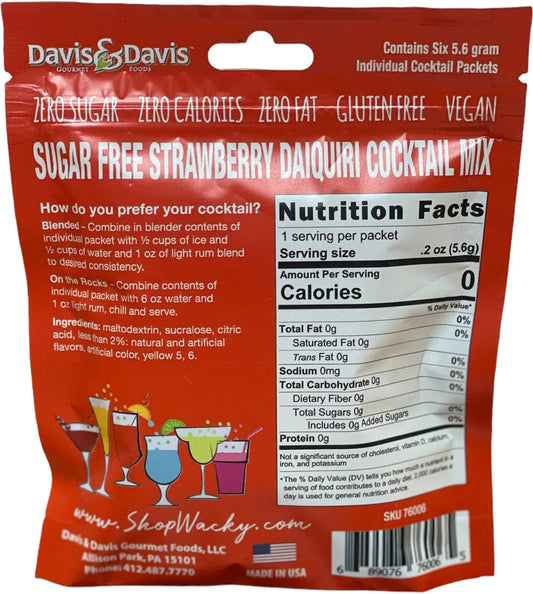 Davis&Davis™
GOURMET FOODS
Contains Six 5.6 gram
Individual Cocktail Packets
ZERO SUGAR ZERO CALORIES ZERO FAT GLUTEN FREE VEGAN
SUGAR FREE STRAWBERRY DAIQUIRI COCKTAIL MIX
How do you prefer your cocktail?
Blended – Combine in blender contents of
individual packet with ½ cups of ice and
½ cups of water and 1 oz of light rum blend
to desired consistency.
On the Rocks – Combine contents of
individual packet with 6 oz water and
1 oz light rum, chill and serve.
Ingredients: maltodextrin, sucralose, citric
acid, less than 2%: natural and artificial
flavors, artificial color, yellow 5, 6.
Nutrition Facts
1 serving per packet
Serving size .2 oz (5.6g)
Amount Per Serving
Calories 0
% Daily Value*
Total Fat 0g 0%
Saturated Fat 0g 0%
Trans Fat 0g
Sodium 0mg 0%
Total Carbohydrate 0g 0%
Dietary Fiber 0g 0%
Total Sugars 0g
Includes 0g Added Sugars 0%
Protein 0g 0%
Not a significant source of cholesterol, vitamin D, calcium,
iron, and potassium
*The % Daily Value (DV) tells you how much a nutrient in a
serving of food contributes to a daily diet. 2,000 calories a
day is used for general nutrition advice.
www.ShopWacky.com
Davis & Davis Gourmet Foods, LLC
Allison Park, PA 15101
Phone: 412.487.7770
MADE IN USA
SKU 76006
6 89076 76006 5